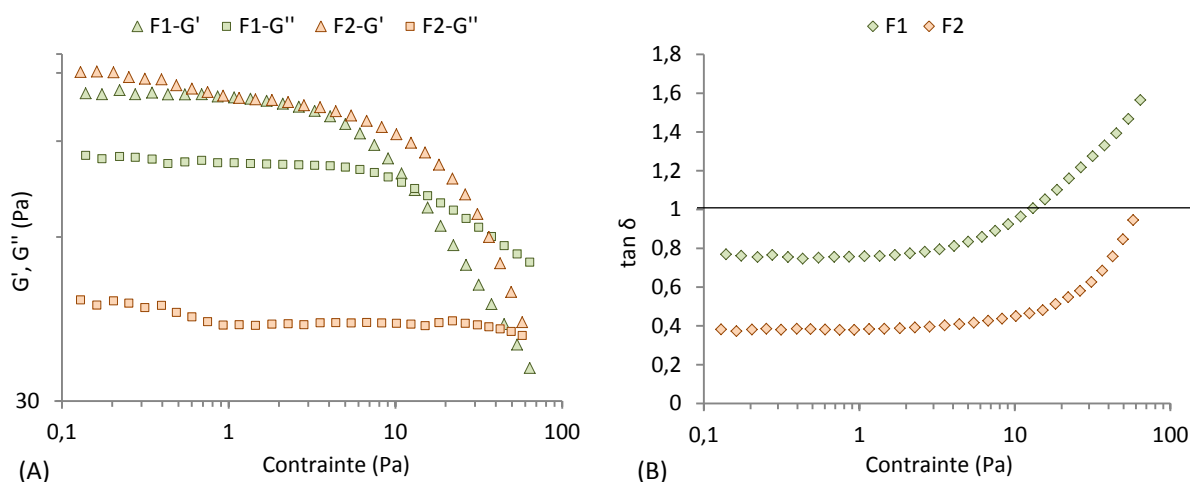 F1-G' F1-G'' F2-G' F2-G''
G', G'' (Pa)
30
0,1 1 10 100
Contrainte (Pa)
(A)
F1 F2
tan δ
1,8
1,6
1,4
1,2
1
0,8
0,6
0,4
0,2
0
0,1 1 10 100
Contrainte (Pa)
(B)